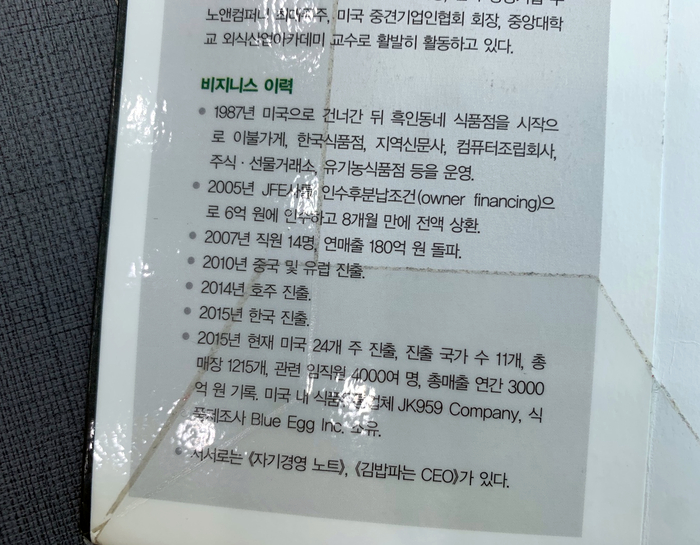 노앤컴퍼니 최대주주, 미국 중견기업인협회 회장, 중앙대학
교 외식산업아카데미 교수로 활발히 활동하고 있다.
비지니스 이력
● 1987년 미국으로 건너간 뒤 흑인동네 식품점을 시작으
로 이불가게, 한국식품점, 지역신문사, 컴퓨터조립회사,
주식·선물거래소, 유기농식품점 등을 운영.
● 2005년 JFE사를 인수후분납조건(owner financing)으
로 6억 원에 인수하고 8개월 만에 전액 상환.
● 2007년 직원 14명, 연매출 180억 원 돌파.
● 2010년 중국 및 유럽 진출.
● 2014년 호주 진출.
● 2015년 한국 진출.
● 2015년 현재 미국 24개 주 진출, 진출 국가 수 11개, 총
매장 1215개, 관련 임직원 4000여 명, 총매출 연간 3000
억 원 기록. 미국 내 업체 JK959 Company, 식
품제조사 Blue Egg Inc. 소유.
● 저서로는 《자기경영 노트》, 《김밥파는 CEO》가 있다.